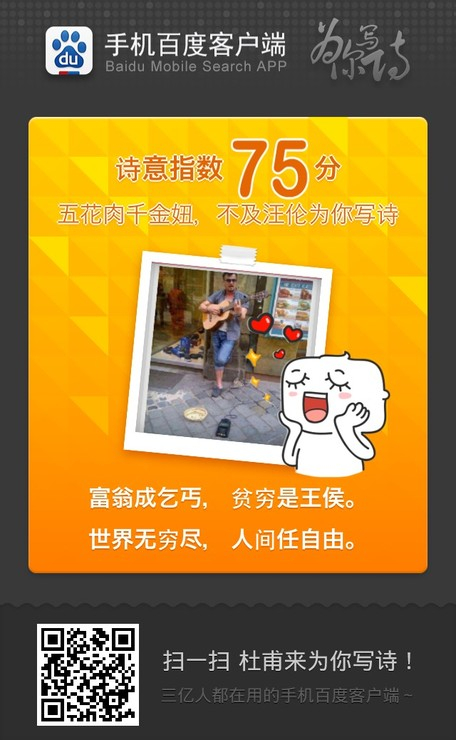 手机百度客户端
Baidu Mobile Search APP
为你写诗
du
诗意指数 75 分
五花肉千金妞, 不及汪伦为你写诗
富翁成乞丐, 贫穷是王侯。
世界无穷尽, 人间任自由。
扫一扫 杜甫来为你写诗!
三亿人都在用的手机百度客户端~